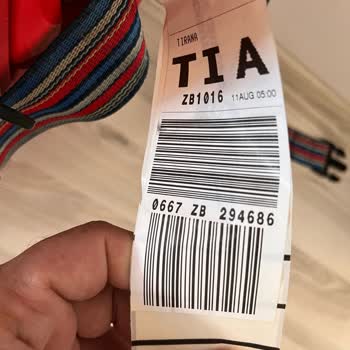 TIRANA
TIA
ZB1016 11AUG 05:00
0667 ZB 294686